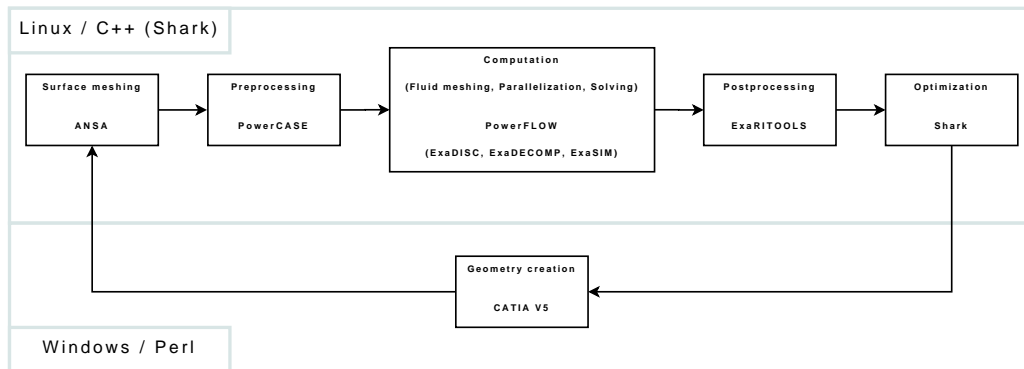 Linux / C++ (Shark)
Surface meshing
ANSA
Preprocessing
PowerCASE
Computation
(Fluid meshing, Parallelization, Solving)
PowerFLOW
(ExaDISC, ExaDECOMP, ExaSIM)
Postprocessing
ExaRITOOLS
Optimization
Shark
Geometry creation
CATIA V5
Windows / Perl